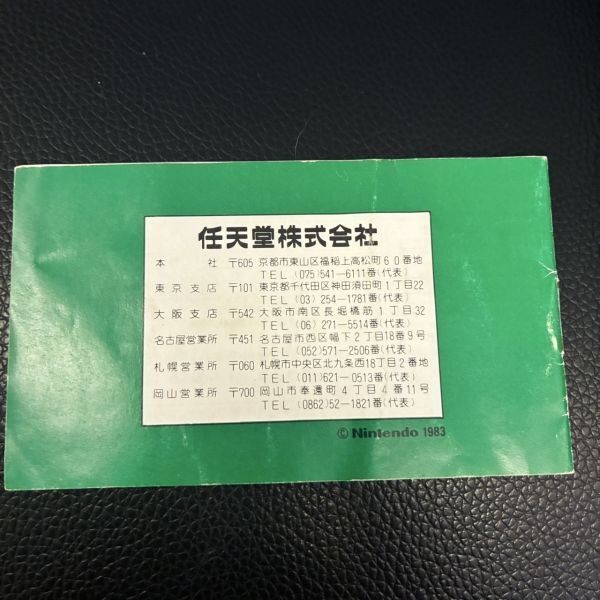 任天堂株式会社
本社 〒605 京都市東山区福稲上高松町60番地
TEL (075)541-6111番(代表)
東京支店 〒101 東京都千代田区神田須田町1丁目22
TEL (03) 254-1781番(代表)
大阪支店 〒542 大阪市南区長堀橋筋1丁目32
TEL (06) 271-5514番(代表)
名古屋営業所 〒451 名古屋市西区幅下2丁目18番9号
TEL (052)571-2506番(代表)
札幌営業所 〒060 札幌市中央区北九条西18丁目2番地
TEL (011)621-0513番(代表)
岡山営業所 〒700 岡山市奉還町4丁目4番11号
TEL (0862)52-1821番(代表)
© Nintendo 1983